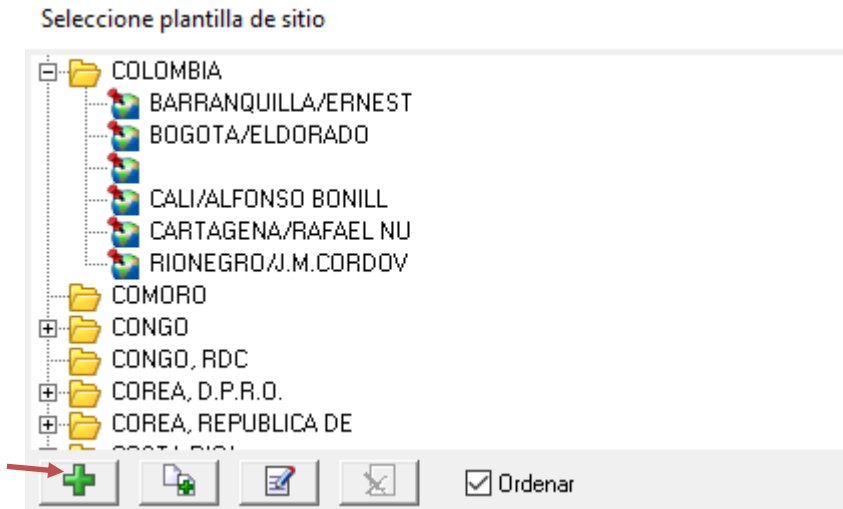 Seleccione plantilla de sitio
COLOMBIA
BARRANQUILLA/ERNEST
BOGOTA/ELDORADO
CALI/ALFONSO BONILL
CARTAGENA/RAFAEL NU
RIONEGRO/J.M.CORDOV
COMORO
CONGO
CONGO, RDC
COREA, D.P.R.O.
COREA, REPUBLICA DE
Ordenar